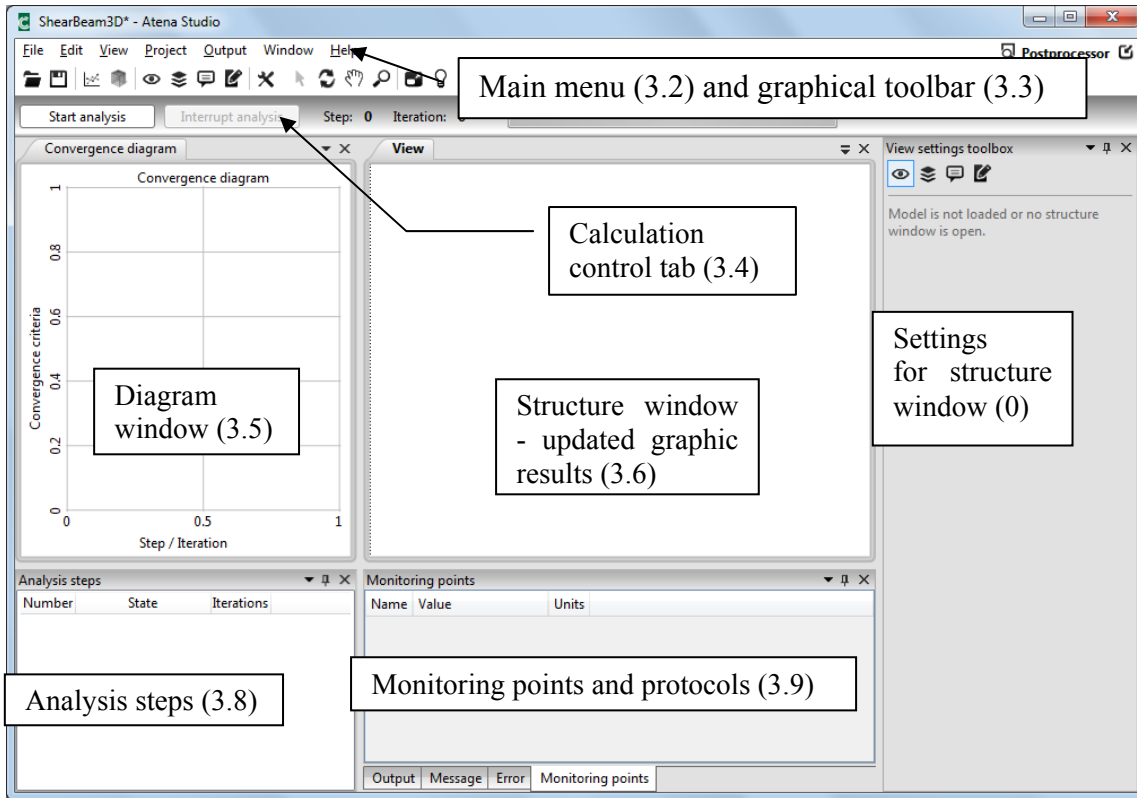 ShearBeam3D* - Atena Studio
File Edit View Project Output Window Help
Postprocessor
Main menu (3.2) and graphical toolbar (3.3)
Start analysis
Interrupt analysis
Step: 0 Iteration:
Convergence diagram
View
View settings toolbox
Convergence diagram
Model is not loaded or no structure
window is open.
Calculation
control tab (3.4)
1
0.8
0.6
0.4
0.2
0
Convergence criteria
Settings
for structure
window (0)
Diagram
window (3.5)
Structure window
- updated graphic
results (3.6)
0 0.5 1
Step / Iteration
Analysis steps
Number State Iterations
Monitoring points
Name Value Units
Analysis steps (3.8)
Monitoring points and protocols (3.9)
Output Message Error Monitoring points